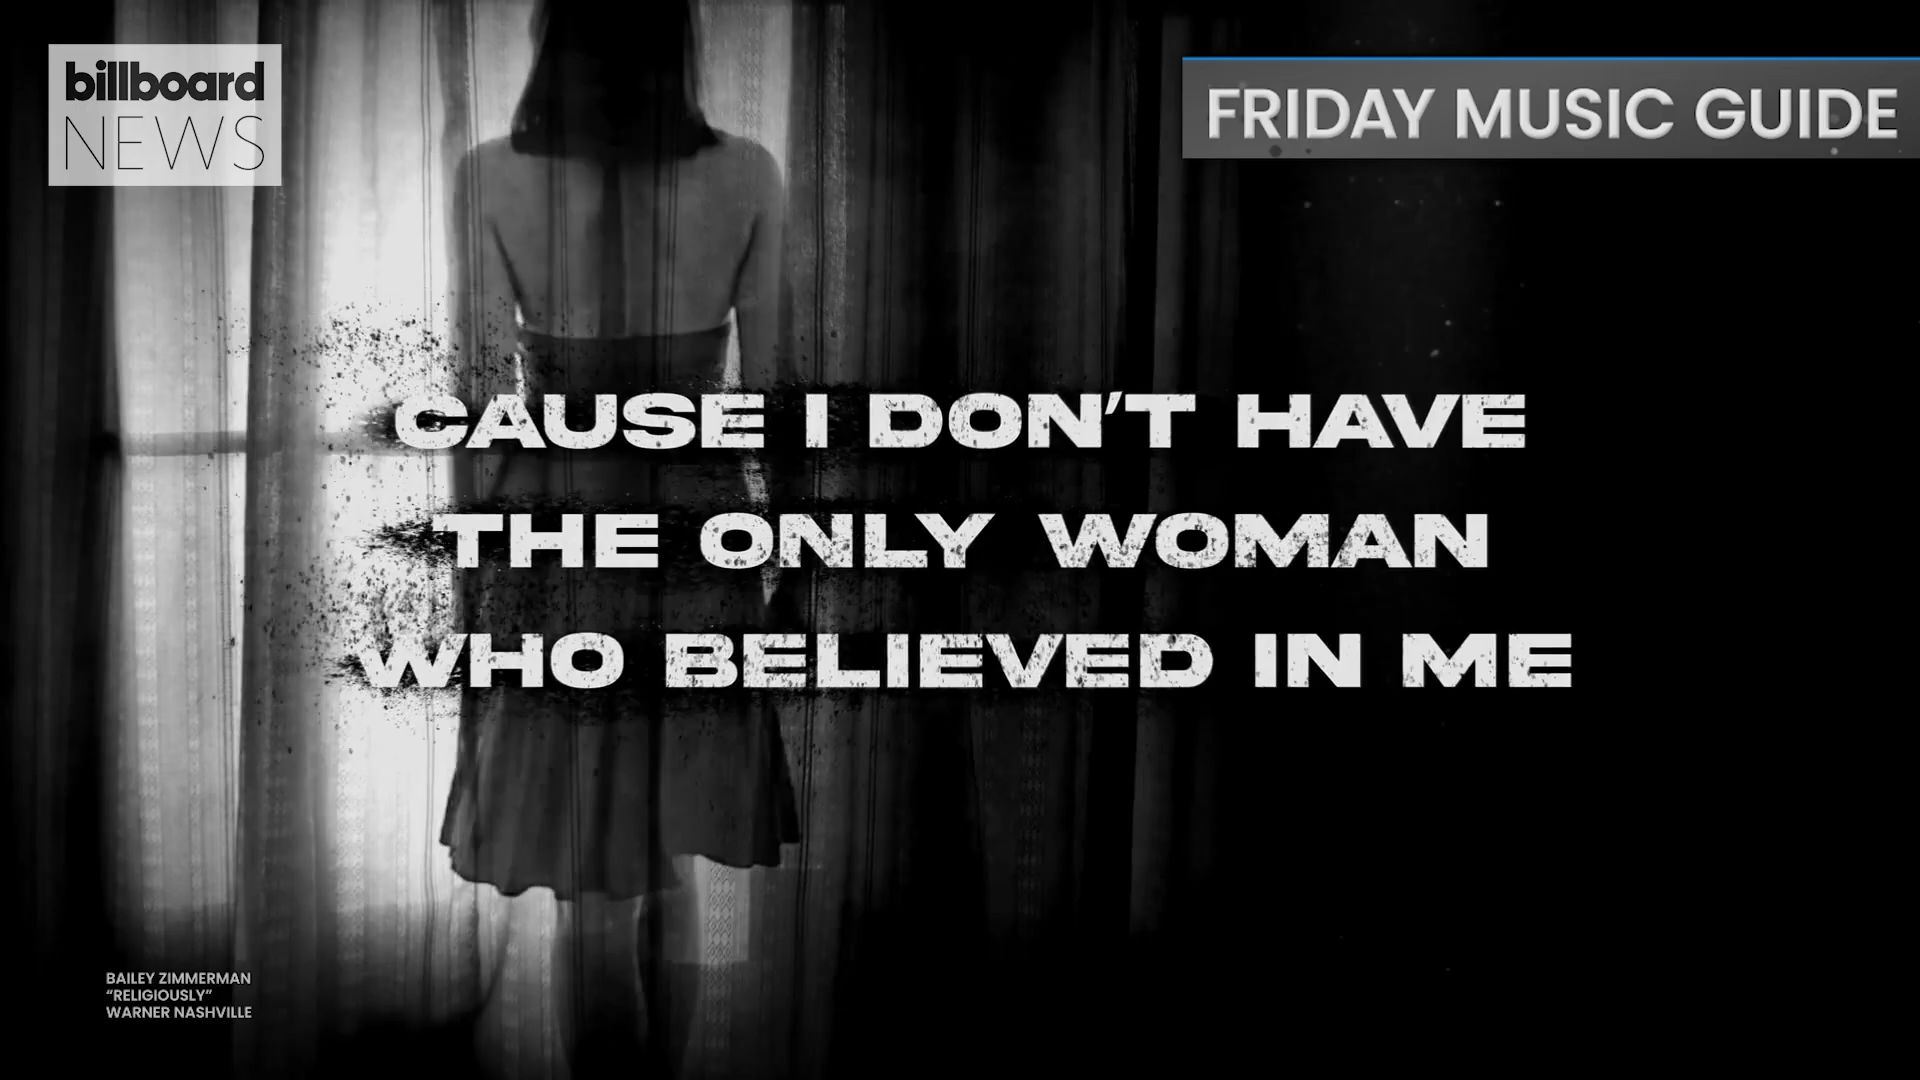 billboard
NEWS
FRIDAY MUSIC GUIDE
CAUSE I DON'T HAVE
THE ONLY WOMAN
WHO BELIEVED IN ME
BAILEY ZIMMERMAN
“RELIGIOUSLY”
WARNER NASHVILLE